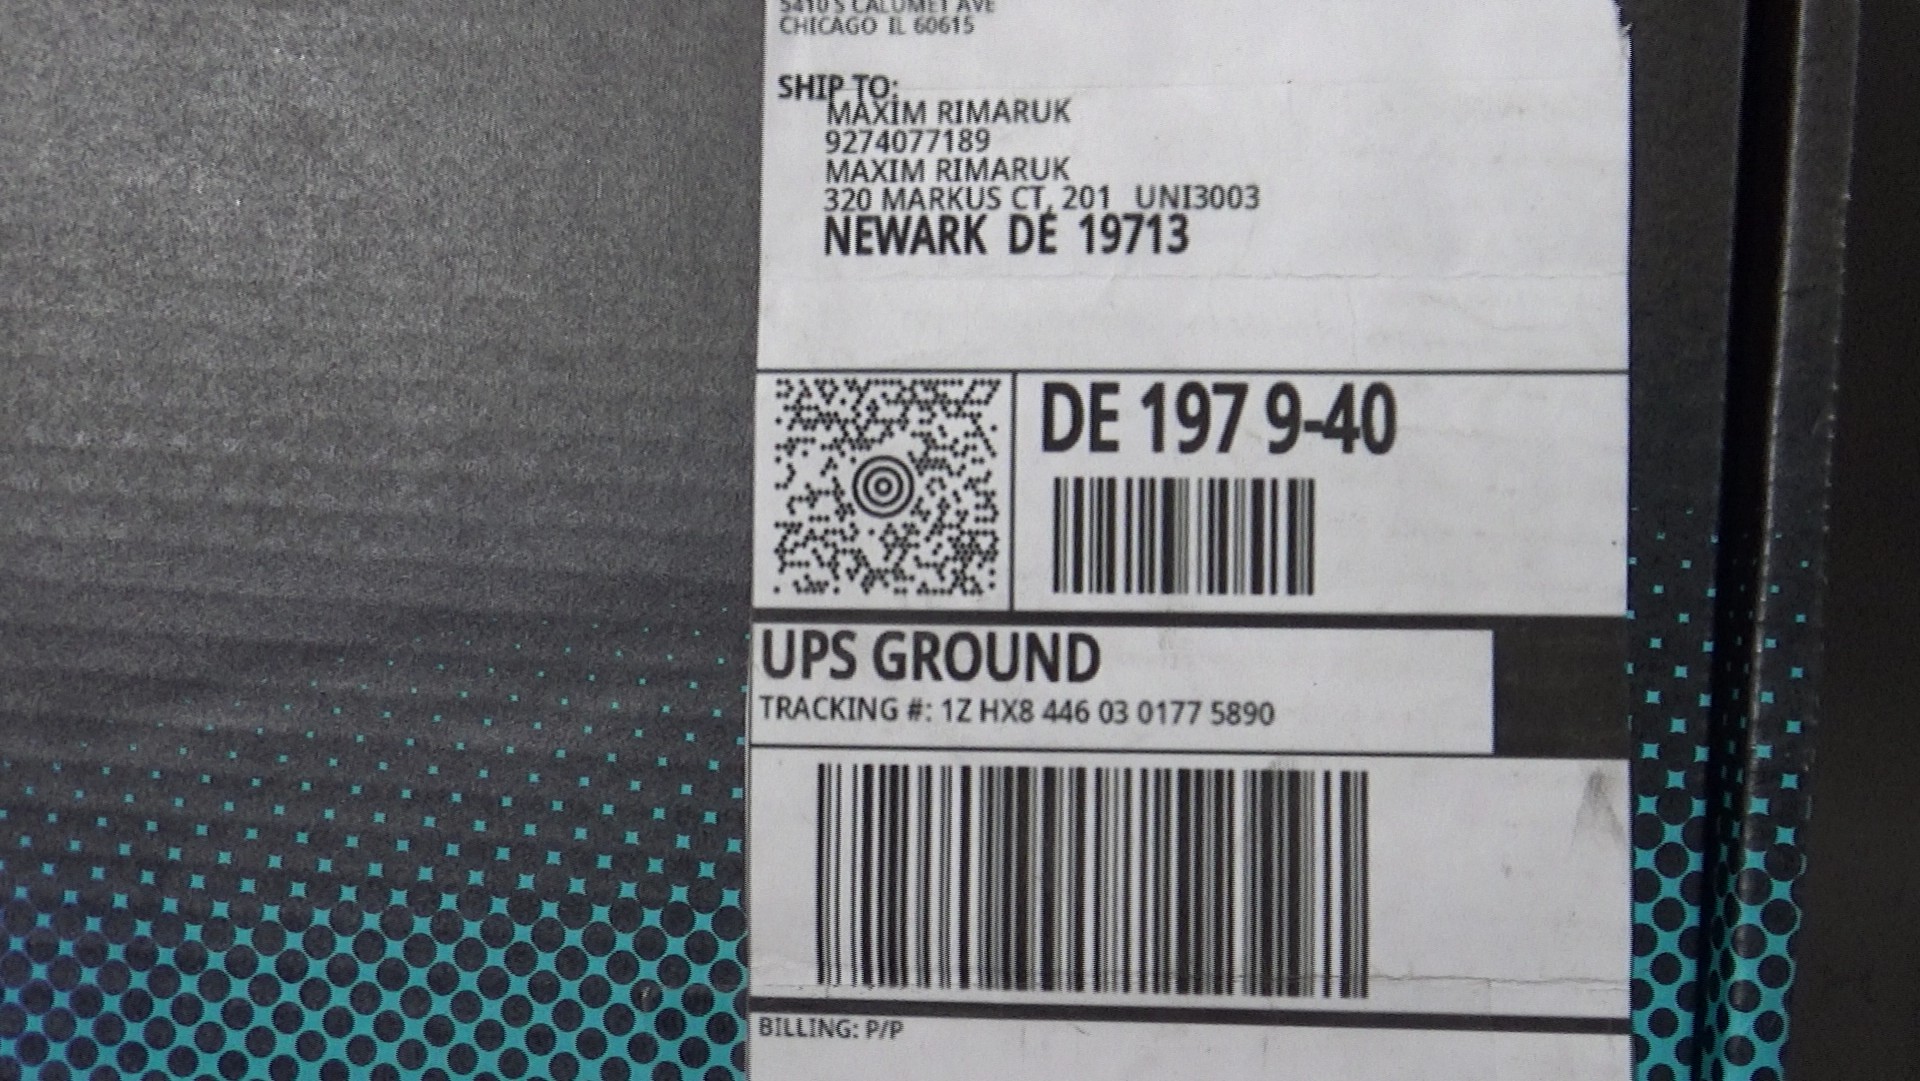 5410 S CALUMET AVE
CHICAGO IL 60615
SHIP TO:
MAXIM RIMARUK
9274077189
MAXIM RIMARUK
320 MARKUS CT, 201 UNI3003
NEWARK DE 19713
DE 197 9-40
UPS GROUND
TRACKING #: 1Z HX8 446 03 0177 5890
BILLING: P/P